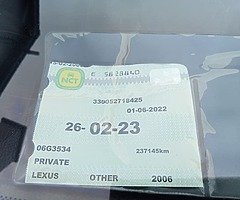 NCT
339052718425
01-06-2022
26-02-23
06G3534
237145km
PRIVATE
LEXUS OTHER 2006